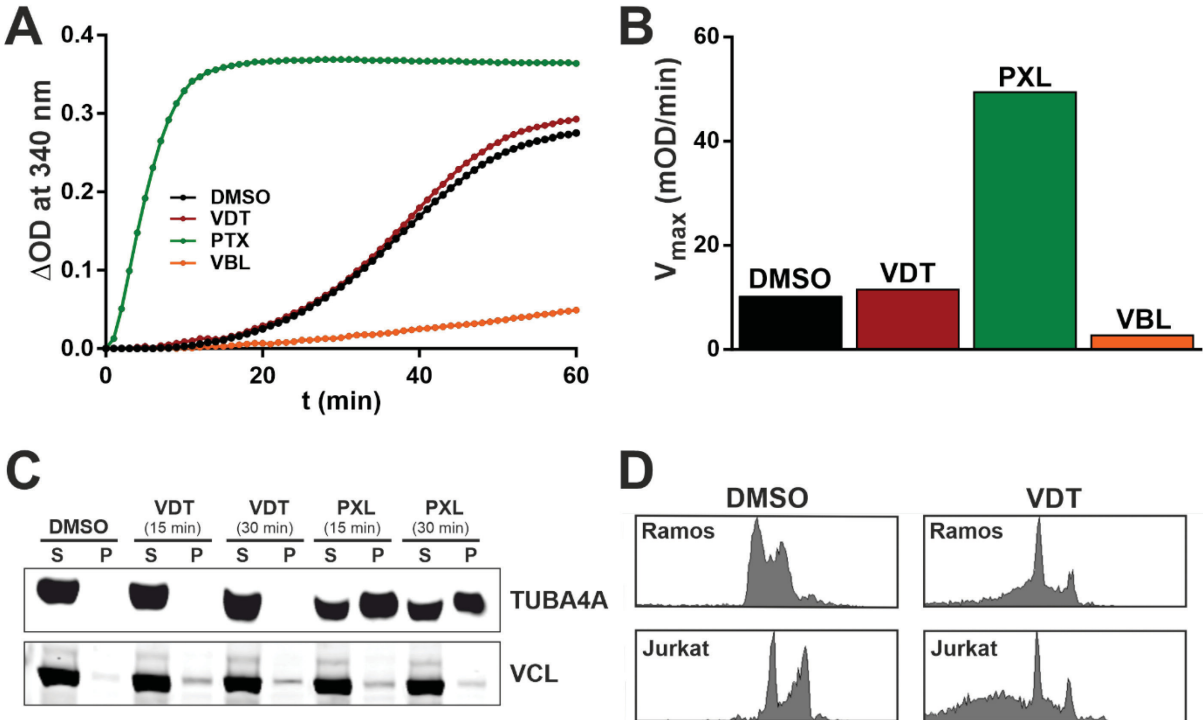 A
0.4
0.3
0.2
0.1
0.0
ΔOD at 340 nm
DMSO
VDT
PTX
VBL
0 20 40 60
t (min)
B
60
40
20
0
Vmax (mOD/min)
DMSO
VDT
PXL
VBL
C
DMSO VDT (15 min) VDT (30 min) PXL (15 min) PXL (30 min)
S P S P S P S P S P
TUBA4A
VCL
D
DMSO VDT
Ramos Ramos
Jurkat Jurkat